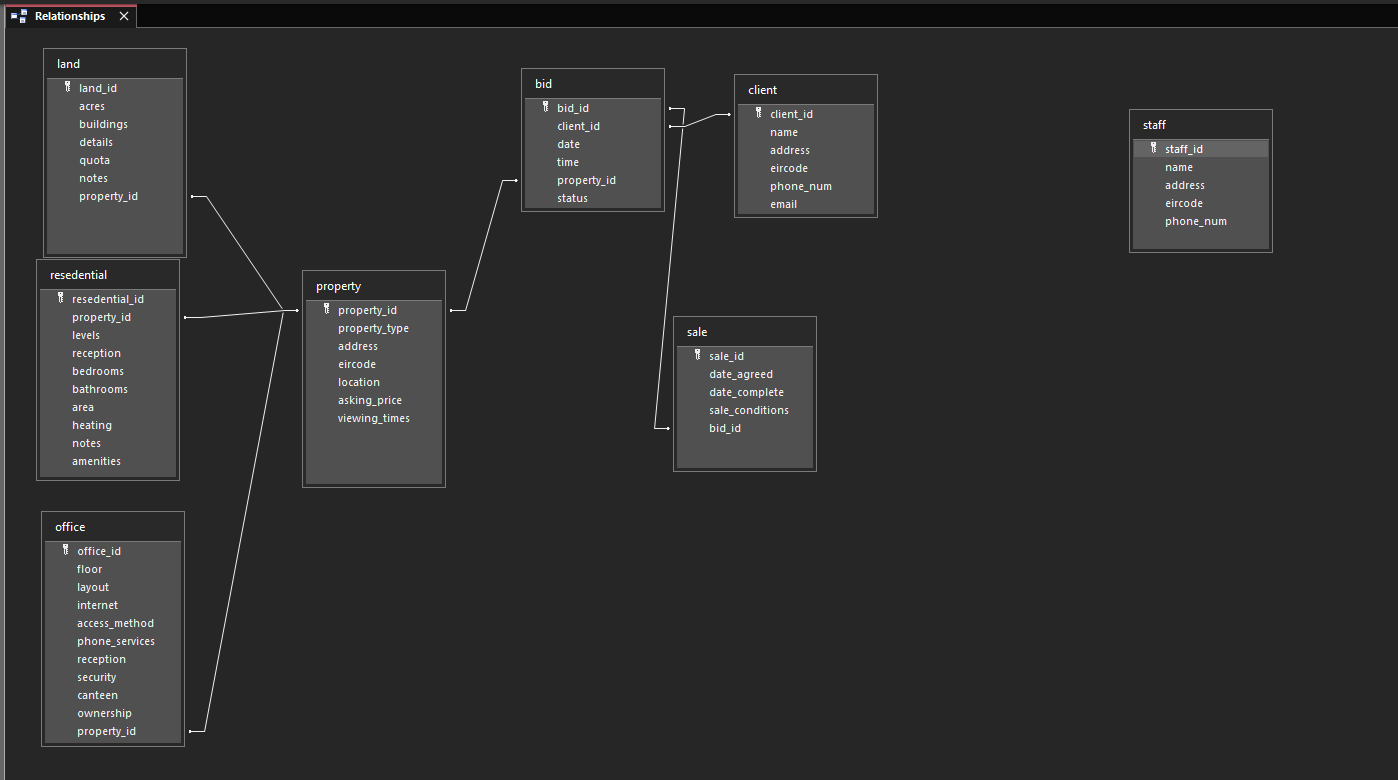 Relationships
land
land_id
acres
buildings
details
quota
notes
property_id
resedential
resedential_id
property_id
levels
reception
bedrooms
bathrooms
area
heating
notes
amenities
office
office_id
floor
layout
internet
access_method
phone_services
reception
security
canteen
ownership
property_id
property
property_id
property_type
address
eircode
location
asking_price
viewing_times
bid
bid_id
client_id
date
time
property_id
status
client
client_id
name
address
eircode
phone_num
email
sale
sale_id
date_agreed
date_complete
sale_conditions
bid_id
staff
staff_id
name
address
eircode
phone_num